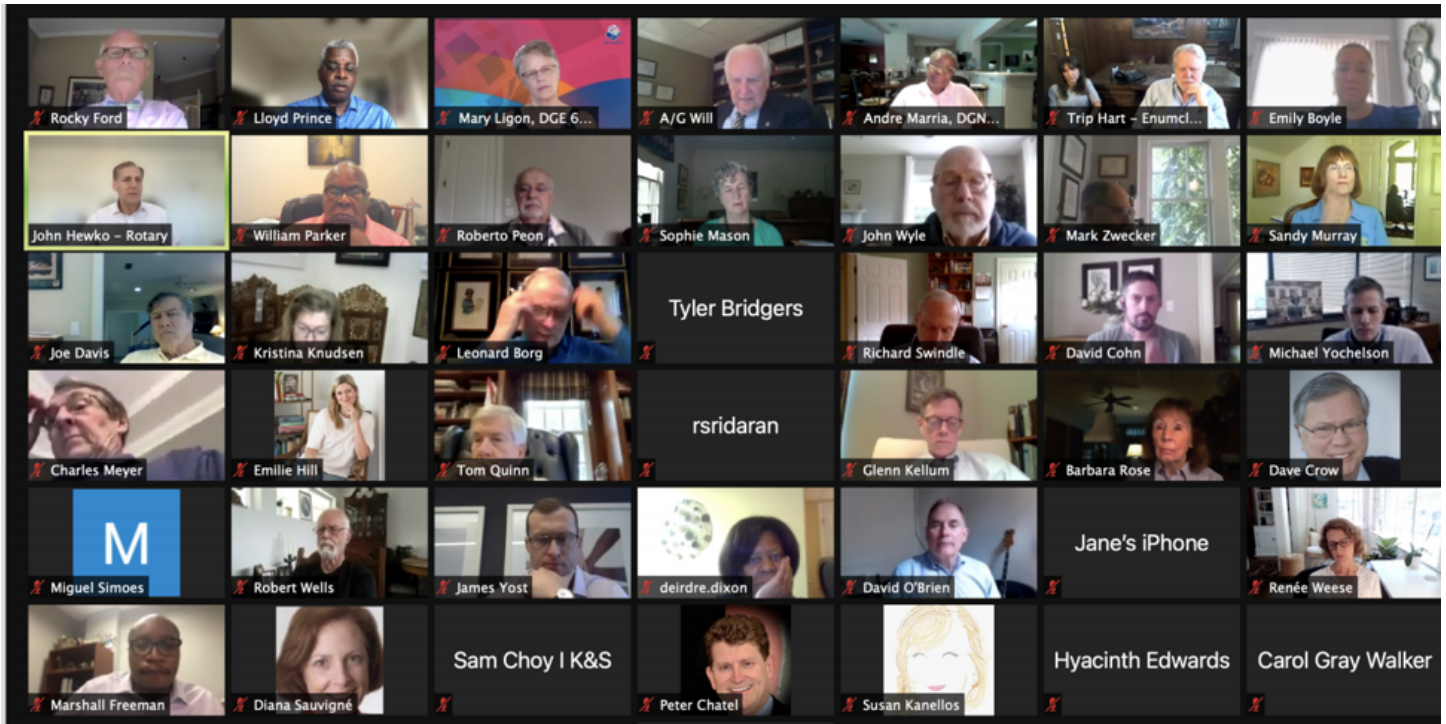 Rocky Ford
Lloyd Prince
Mary Ligon, DGE 6...
A/G Will
Andre Marria, DGN...
Trip Hart – Enumcl...
Emily Boyle
John Hewko – Rotary
William Parker
Roberto Peon
Sophie Mason
John Wyle
Mark Zwecker
Sandy Murray
Joe Davis
Kristina Knudsen
Leonard Borg
Tyler Bridgers
Richard Swindle
David Cohn
Michael Yochelson
Charles Meyer
Emilie Hill
Tom Quinn
rsridaran
Glenn Kellum
Barbara Rose
Dave Crow
M
Miguel Simoes
Robert Wells
James Yost
deirdre.dixon
David O'Brien
Jane's iPhone
Renée Weese
Marshall Freeman
Diana Sauvigné
Sam Choy I K&S
Peter Chatel
Susan Kanellos
Hyacinth Edwards
Carol Gray Walker